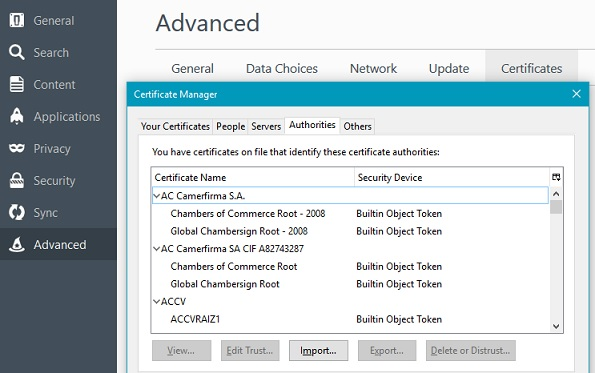 General
Search
Content
Applications
Privacy
Security
Sync
Advanced
Advanced
General Data Choices Network Update Certificates
Certificate Manager
Your Certificates People Servers Authorities Others
You have certificates on file that identify these certificate authorities:
Certificate Name Security Device
AC Camerfirma S.A.
Chambers of Commerce Root - 2008 Builtin Object Token
Global Chambersign Root - 2008 Builtin Object Token
AC Camerfirma SA CIF A82743287
Chambers of Commerce Root Builtin Object Token
Global Chambersign Root Builtin Object Token
ACCV
ACCVRAIZ1 Builtin Object Token
View... Edit Trust... Import... Export... Delete or Distrust...